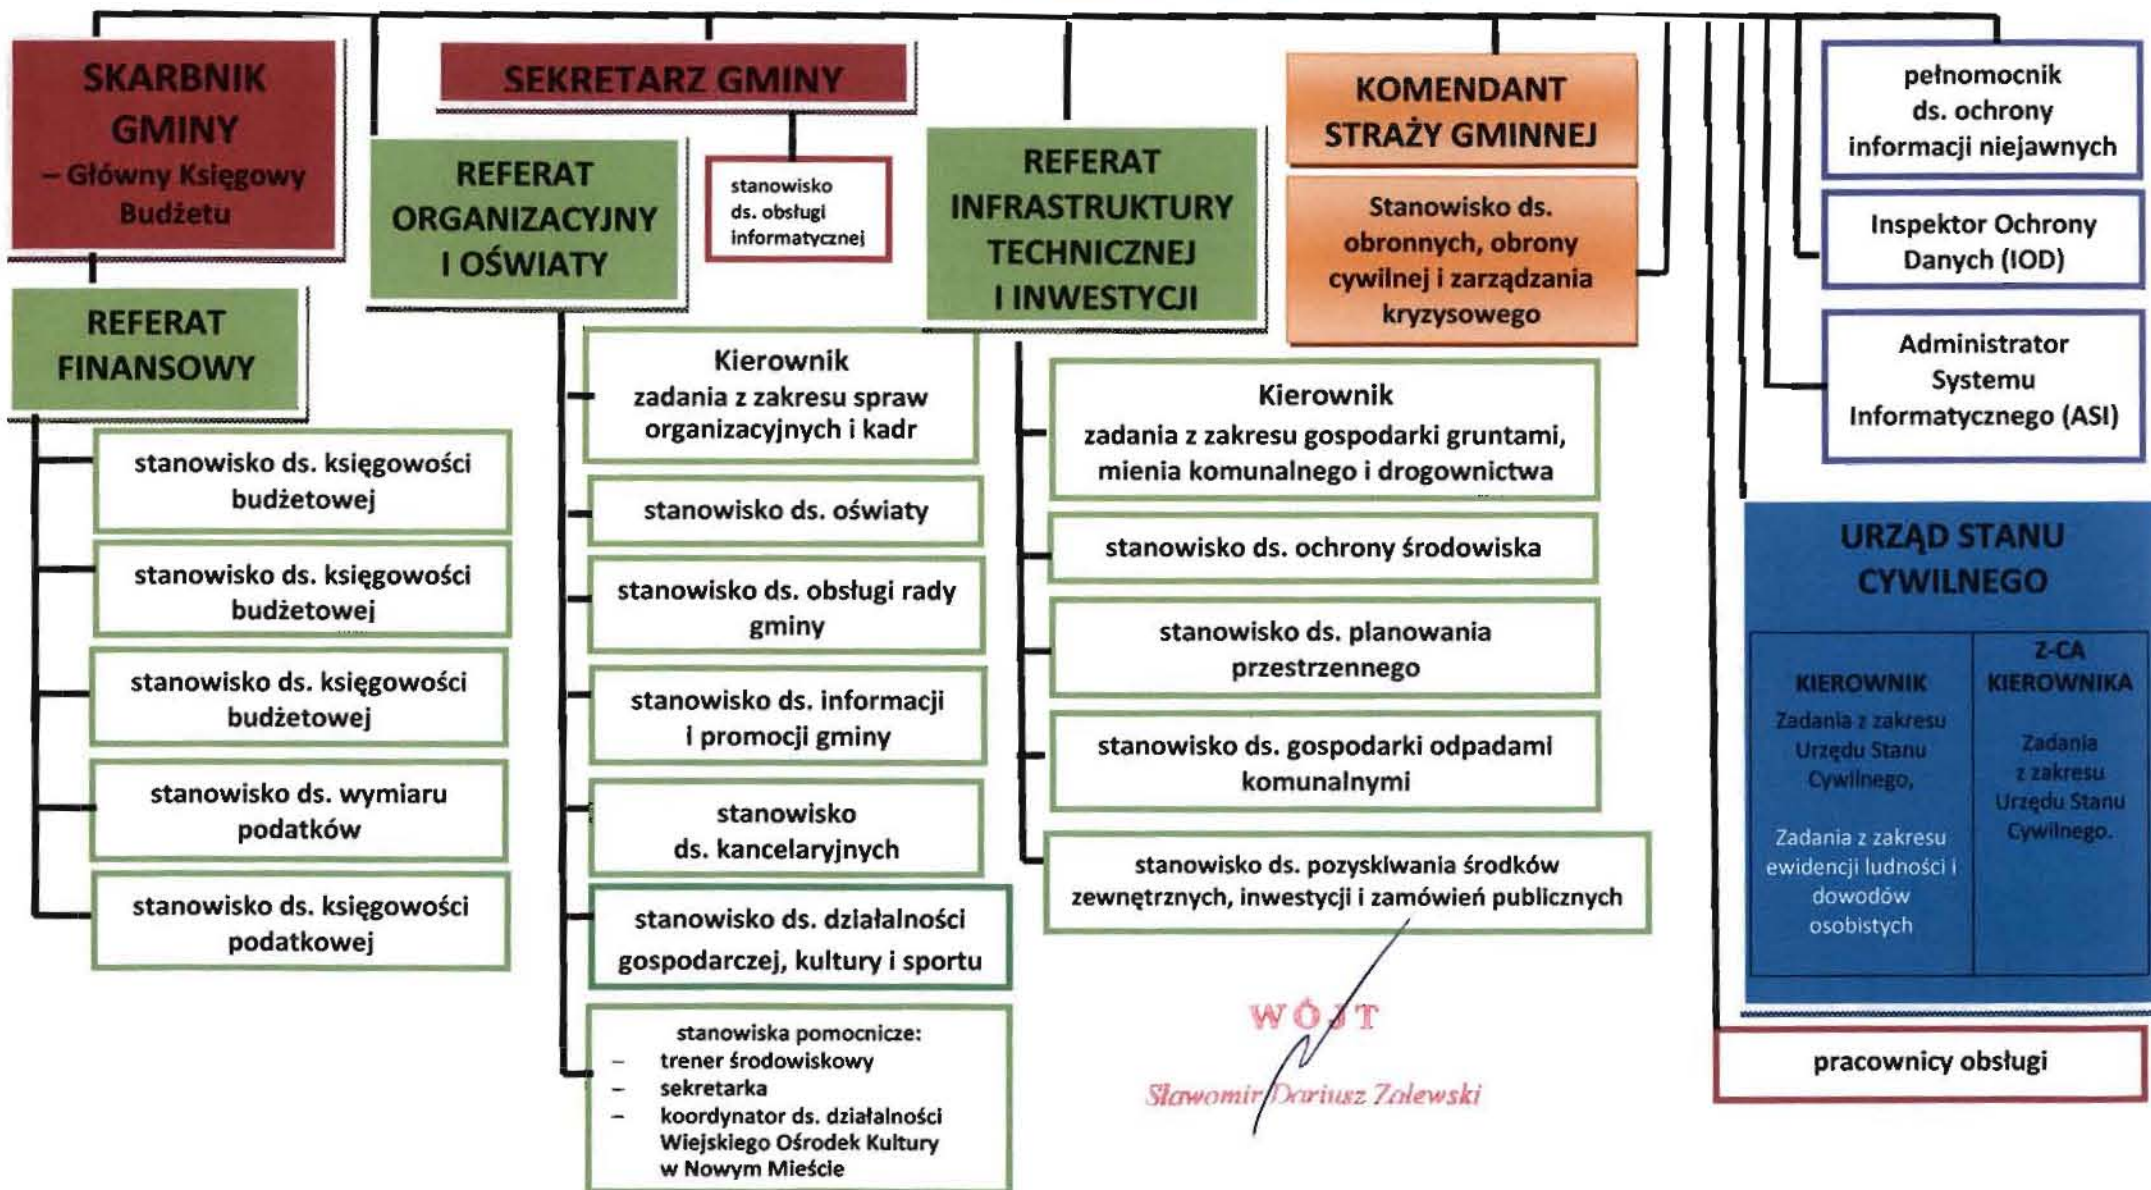 SKARBNIK
GMINY
– Główny Księgowy
Budżetu
REFERAT
FINANSOWY
stanowisko ds. księgowości
budżetowej
stanowisko ds. księgowości
budżetowej
stanowisko ds. księgowości
budżetowej
stanowisko ds. wymiaru
podatków
stanowisko ds. księgowości
podatkowej
REFERAT
ORGANIZACYJNY
I OŚWIATY
Kierownik
zadania z zakresu spraw
organizacyjnych i kadr
stanowisko ds. oświaty
stanowisko ds. obsługi rady
gminy
stanowisko ds. informacji
i promocji gminy
stanowisko
ds. kancelaryjnych
stanowisko ds. działalności
gospodarczej, kultury i sportu
stanowiska pomocnicze:
– trener środowiskowy
– sekretarka
– koordynator ds. działalności
Wiejskiego Ośrodek Kultury
w Nowym Mieście
SEKRETARZ GMINY
stanowisko
ds. obsługi
informatycznej
REFERAT
INFRASTRUKTURY
TECHNICZNEJ
I INWESTYCJI
Kierownik
zadania z zakresu gospodarki gruntami,
mienia komunalnego i drogownictwa
stanowisko ds. ochrony środowiska
stanowisko ds. planowania
przestrzennego
stanowisko ds. gospodarki odpadami
komunalnymi
stanowisko ds. pozyskiwania środków
zewnętrznych, inwestycji i zamówień publicznych
KOMENDANT
STRAŻY GMINNEJ
Stanowisko ds.
obronnych, obrony
cywilnej i zarządzania
kryzysowego
pełnomocnik
ds. ochrony
informacji niejawnych
Inspektor Ochrony
Danych (IOD)
Administrator
Systemu
Informatycznego (ASI)
URZĄD STANU
CYWILNEGO
KIEROWNIK
Zadania z zakresu
Urzędu Stanu
Cywilnego,
Zadania z zakresu
ewidencji ludności i
dowodów
osobistych
Z-CA
KIEROWNIKA
Zadania
z zakresu
Urzędu Stanu
Cywilnego.
pracownicy obsługi
WÓJT
Sławomir Dariusz Zalewski